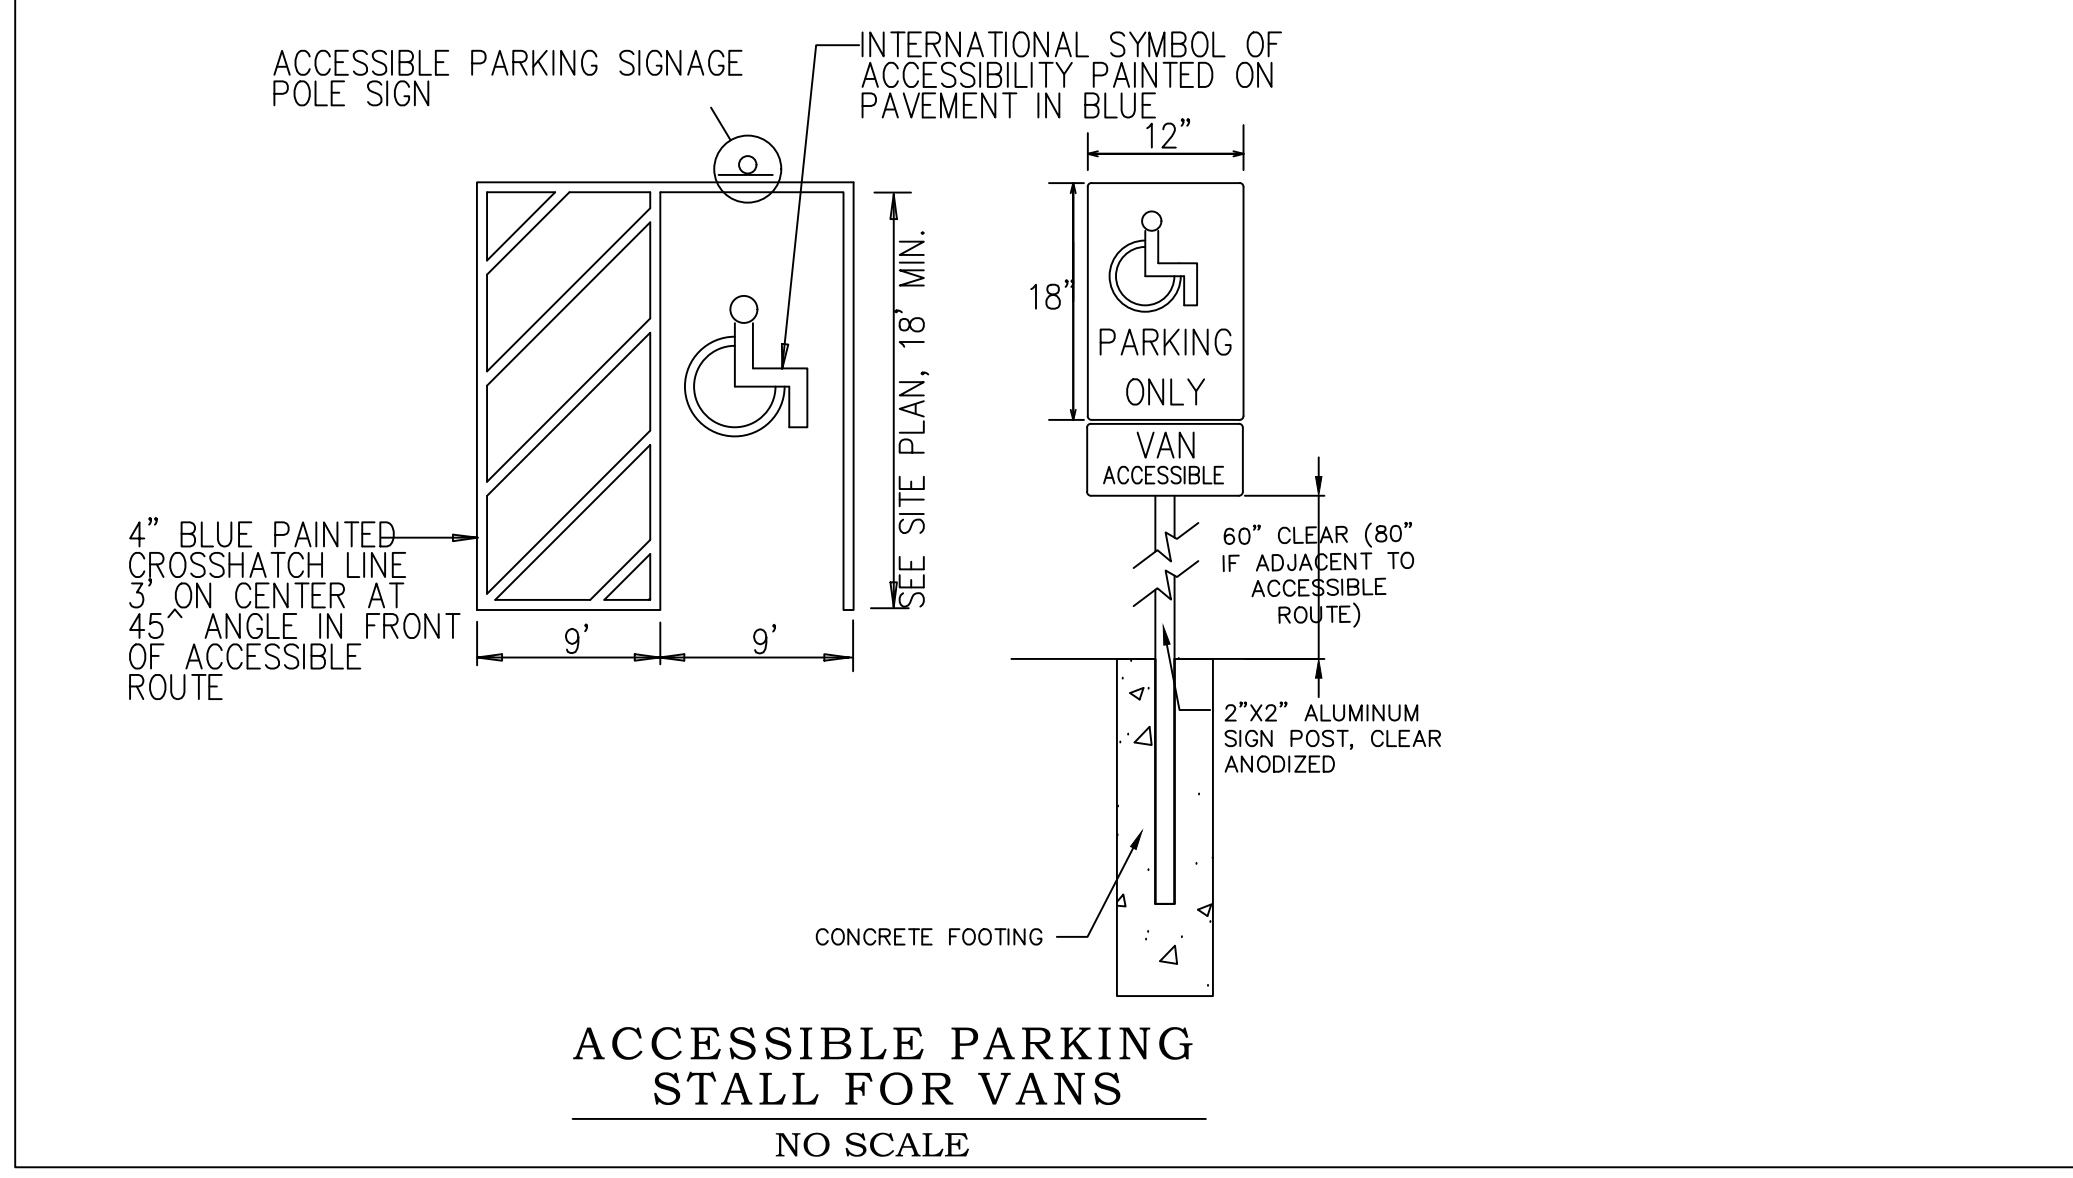 ACCESSIBLE PARKING SIGNAGE
POLE SIGN
INTERNATIONAL SYMBOL OF
ACCESSIBILITY PAINTED ON
PAVEMENT IN BLUE
12”
18”
PARKING
ONLY
VAN
ACCESSIBLE
SEE SITE PLAN, 18' MIN.
4” BLUE PAINTED
CROSSHATCH LINE
3' ON CENTER AT
45^ ANGLE IN FRONT
OF ACCESSIBLE
ROUTE
9'
9'
60” CLEAR (80”
IF ADJACENT TO
ACCESSIBLE
ROUTE)
2”X2” ALUMINUM
SIGN POST, CLEAR
ANODIZED
CONCRETE FOOTING
ACCESSIBLE PARKING
STALL FOR VANS
NO SCALE